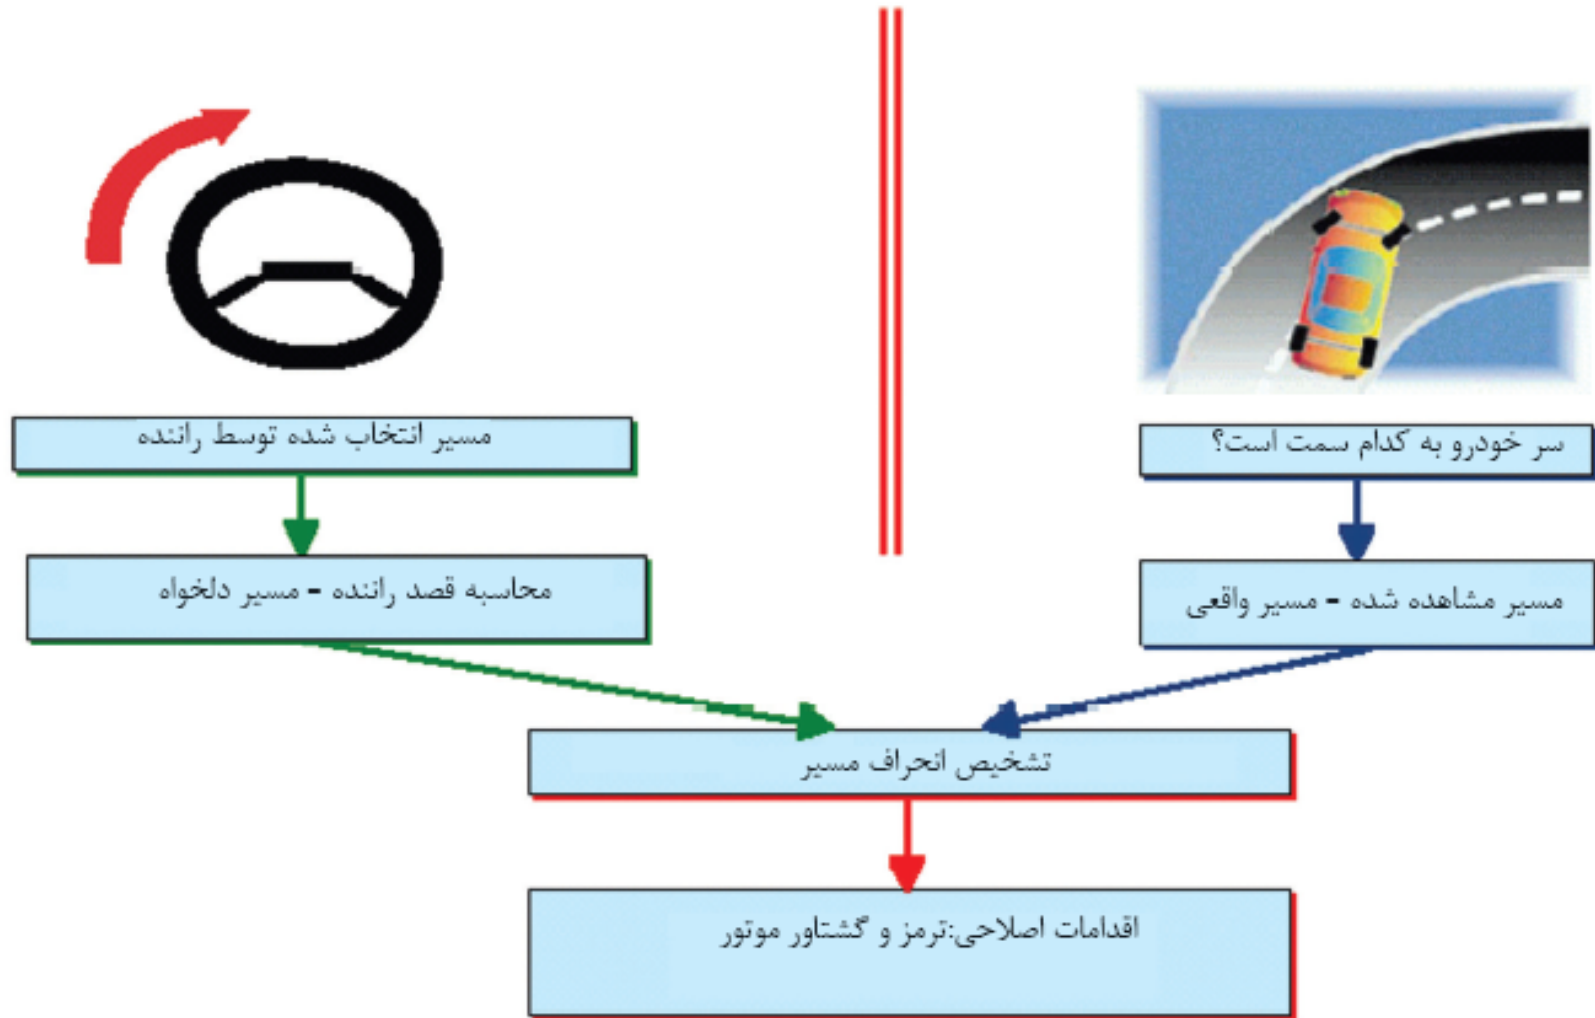 سر خودرو به کدام سمت است؟
مسیر انتخاب شده توسط راننده
مسیر مشاهده شده - مسیر واقعی
محاسبه قصد راننده - مسیر دلخواه
تشخیص انحراف مسیر
اقدامات اصلاحی:ترمز و گشتاور موتور